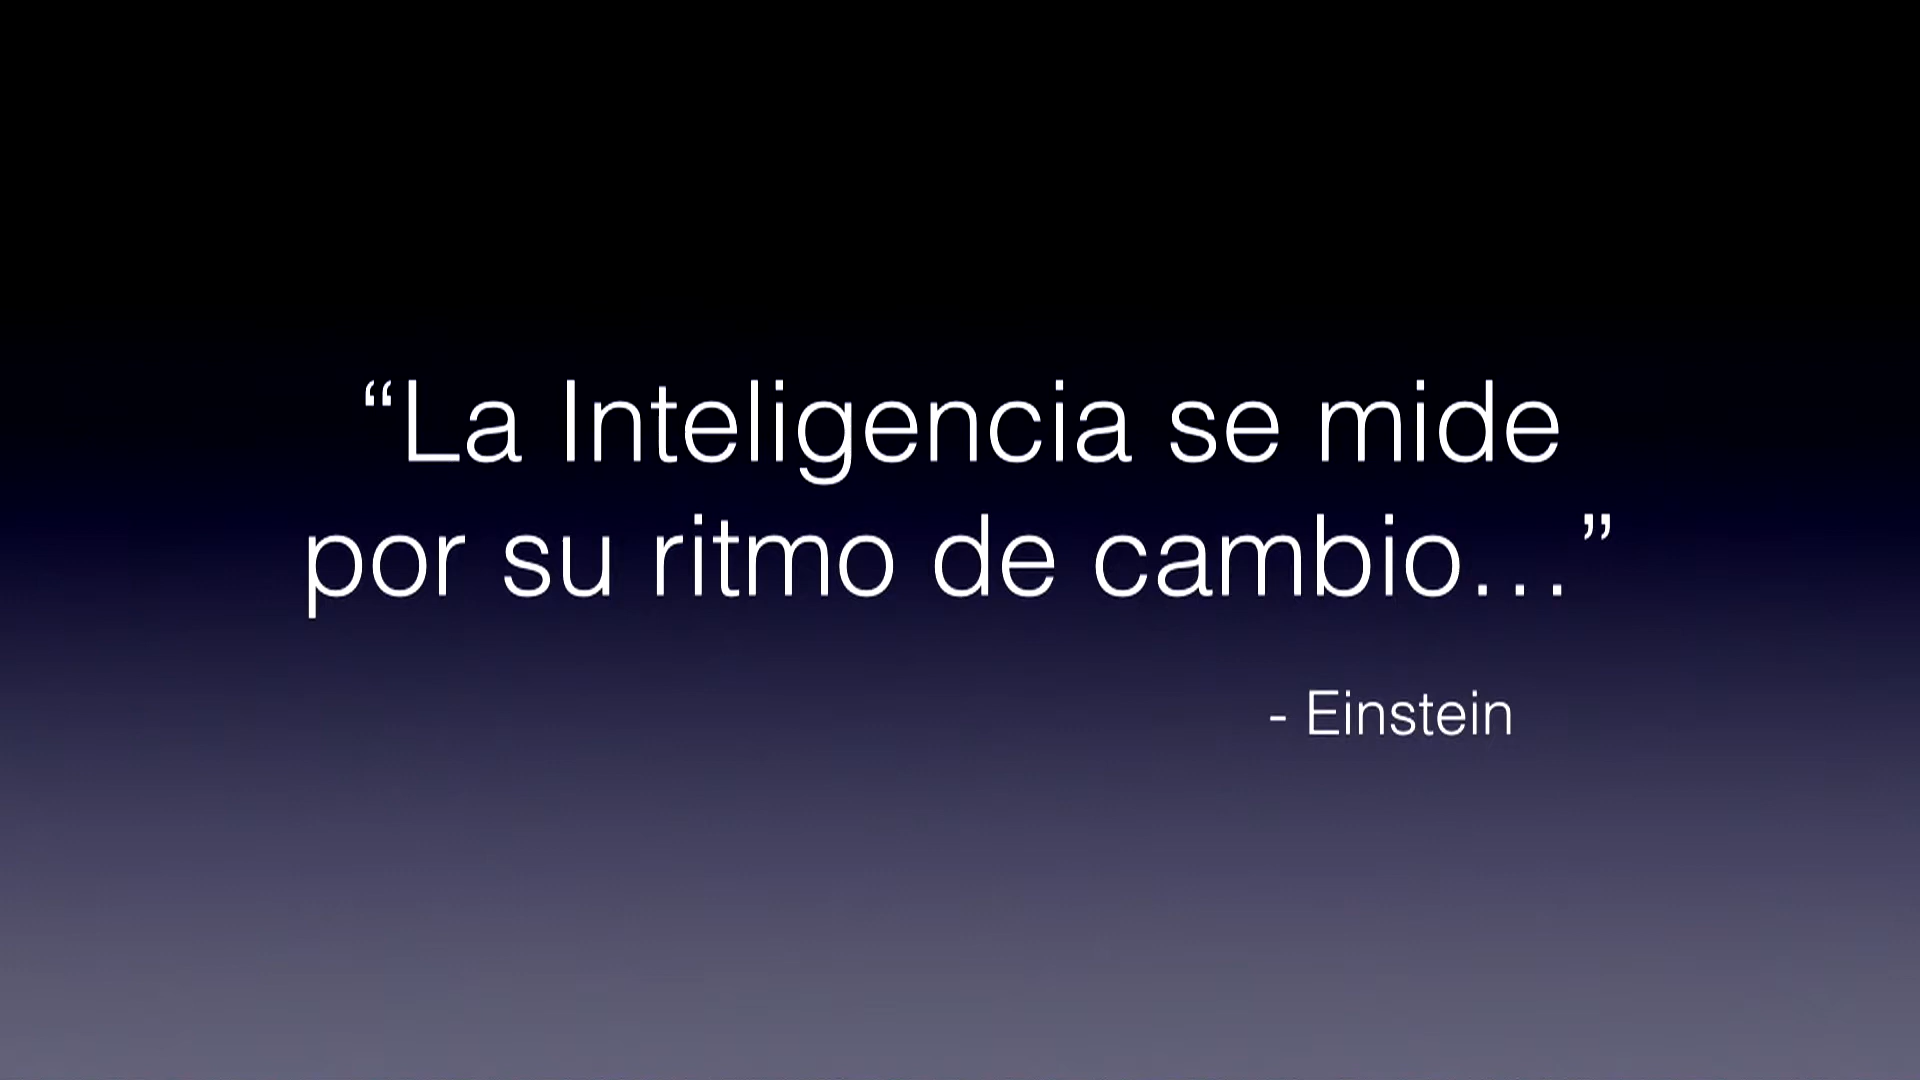 “La Inteligencia se mide
por su ritmo de cambio…”
- Einstein